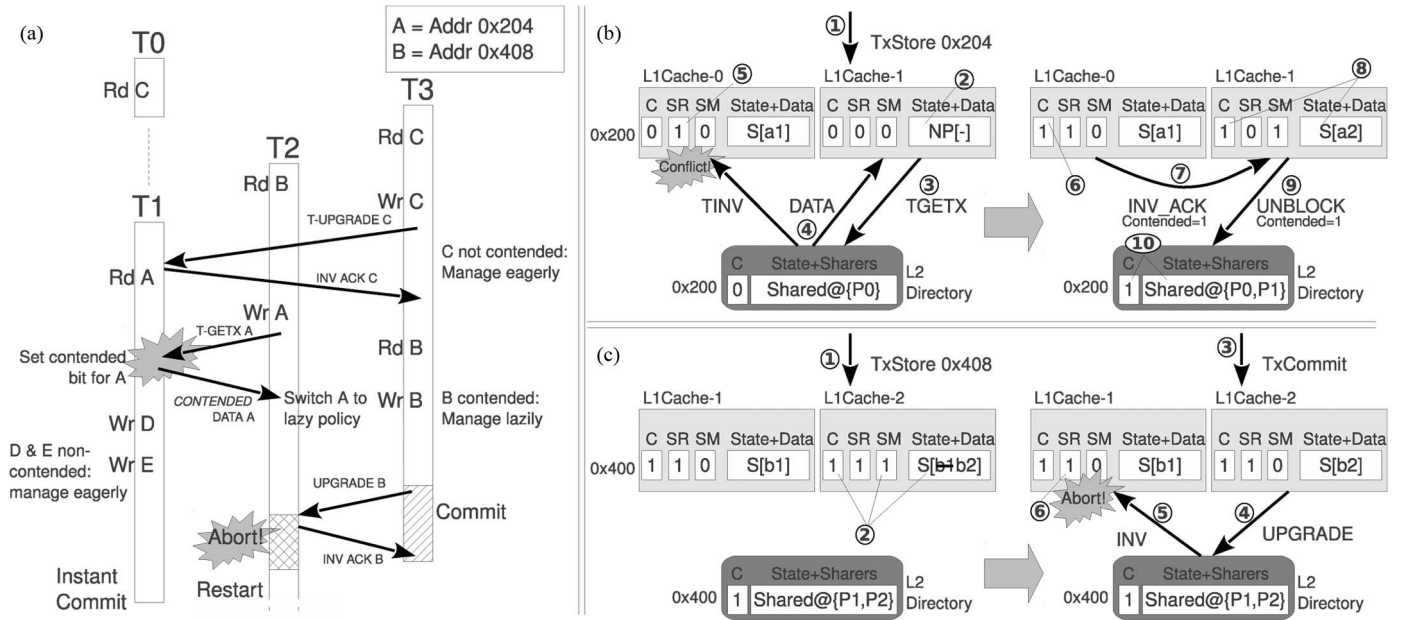 (a)
A = Addr 0x204
B = Addr 0x408
T0
Rd C
T3
Rd C
T2
Rd B
Wr C
T1
T-UPGRADE C
C not contended:
Manage eagerly
Rd A
INV ACK C
Wr A
T-GETX A
Rd B
Set contended
bit for A
CONTENDED
DATA A
Switch A to
lazy policy
Wr B
B contended:
Manage lazily
Wr D
D & E non-
contended:
manage eagerly
Wr E
UPGRADE B
Commit
Abort!
INV ACK B
Instant
Commit
Restart
(b)
① TxStore 0x204
L1Cache-0 ⑤ L1Cache-1 ②
C SR SM State+Data C SR SM State+Data
0x200 0 1 0 S[a1] 0 0 0 NP[-]
Conflict!
③
TINV DATA TGETX
④
C State+Sharers
0x200 0 Shared@{P0}
L2
Directory
L1Cache-0 L1Cache-1 ⑧
C SR SM State+Data C SR SM State+Data
1 1 0 S[a1] 1 0 1 S[a2]
⑥ ⑦ ⑨
INV_ACK UNBLOCK
Contended=1 Contended=1
⑩
C State+Sharers
0x200 1 Shared@{P0,P1}
L2
Directory
(c)
① TxStore 0x408
L1Cache-1 L1Cache-2
C SR SM State+Data C SR SM State+Data
0x400 1 1 0 S[b1] 1 1 1 S[b1b2]
②
C State+Sharers
0x400 1 Shared@{P1,P2}
L2
Directory
③ TxCommit
L1Cache-1 L1Cache-2
C SR SM State+Data C SR SM State+Data
1 1 0 S[b1] 1 1 0 S[b2]
⑥ Abort! ⑤ ④
INV UPGRADE
C State+Sharers
0x400 1 Shared@{P1,P2}
L2
Directory